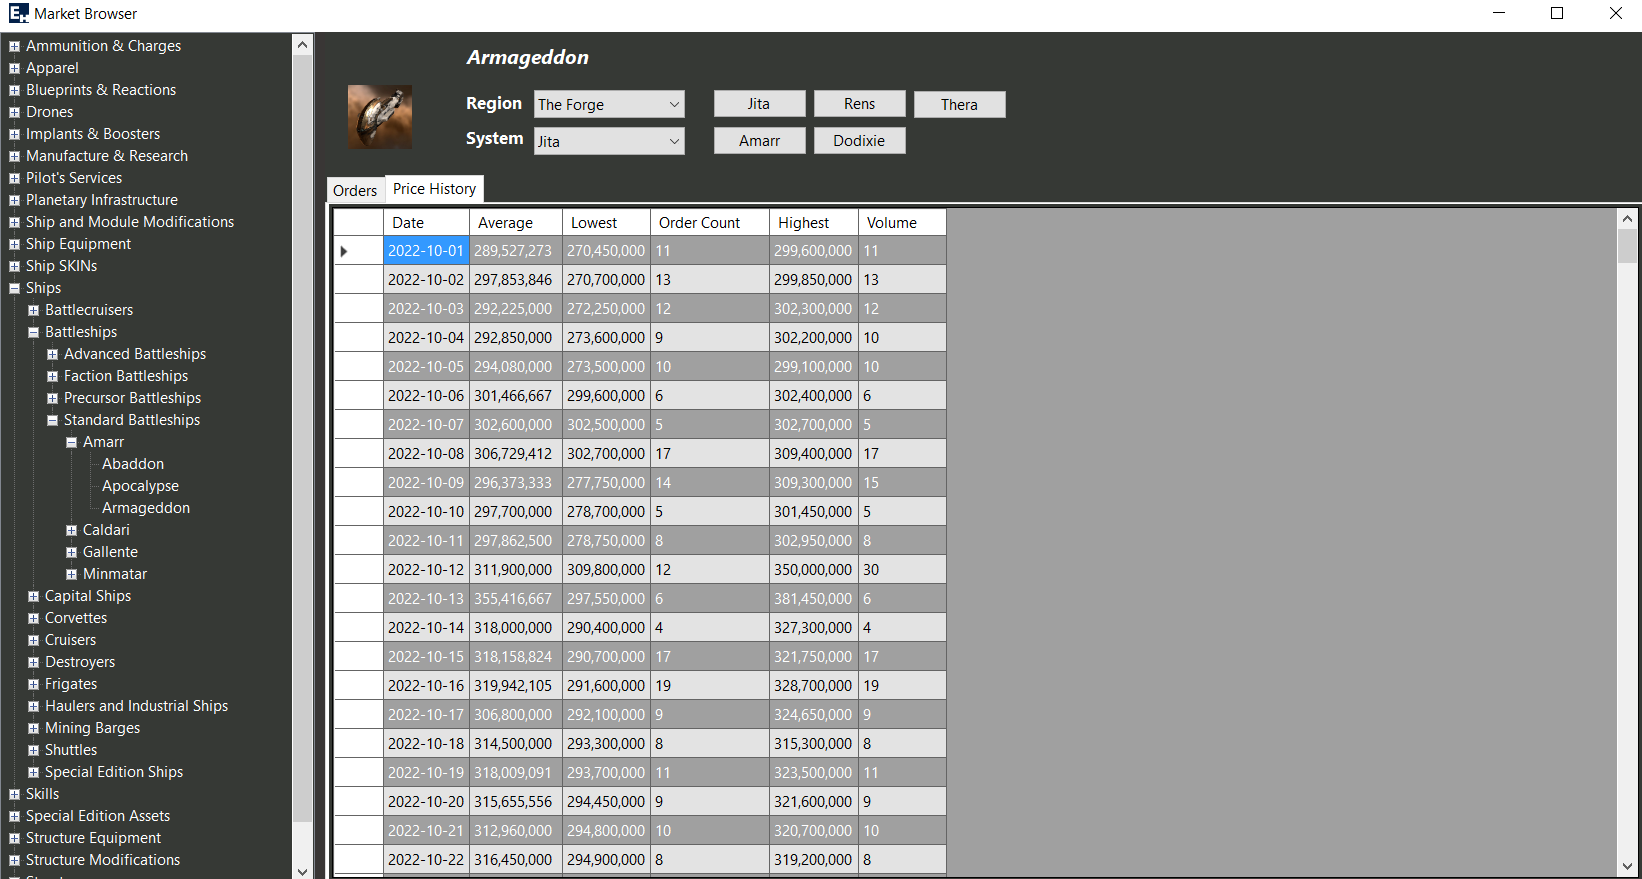 EH Market Browser
Ammunition & Charges
Apparel
Blueprints & Reactions
Drones
Implants & Boosters
Manufacture & Research
Pilot's Services
Planetary Infrastructure
Ship and Module Modifications
Ship Equipment
Ship SKINs
Ships
Battlecruisers
Battleships
Advanced Battleships
Faction Battleships
Precursor Battleships
Standard Battleships
Amarr
Abaddon
Apocalypse
Armageddon
Caldari
Gallente
Minmatar
Capital Ships
Corvettes
Cruisers
Destroyers
Frigates
Haulers and Industrial Ships
Mining Barges
Shuttles
Special Edition Ships
Skills
Special Edition Assets
Structure Equipment
Structure Modifications
Armageddon
Region The Forge Jita Rens Thera
System Jita Amarr Dodixie
Orders Price History
Date Average Lowest Order Count Highest Volume
2022-10-01 289,527,273 270,450,000 11 299,600,000 11
2022-10-02 297,853,846 270,700,000 13 299,850,000 13
2022-10-03 292,225,000 272,250,000 12 302,300,000 12
2022-10-04 292,850,000 273,600,000 9 302,200,000 10
2022-10-05 294,080,000 273,500,000 10 299,100,000 10
2022-10-06 301,466,667 299,600,000 6 302,400,000 6
2022-10-07 302,600,000 302,500,000 5 302,700,000 5
2022-10-08 306,729,412 302,700,000 17 309,400,000 17
2022-10-09 296,373,333 277,750,000 14 309,300,000 15
2022-10-10 297,700,000 278,700,000 5 301,450,000 5
2022-10-11 297,862,500 278,750,000 8 302,950,000 8
2022-10-12 311,900,000 309,800,000 12 350,000,000 30
2022-10-13 355,416,667 297,550,000 6 381,450,000 6
2022-10-14 318,000,000 290,400,000 4 327,300,000 4
2022-10-15 318,158,824 290,700,000 17 321,750,000 17
2022-10-16 319,942,105 291,600,000 19 328,700,000 19
2022-10-17 306,800,000 292,100,000 9 324,650,000 9
2022-10-18 314,500,000 293,300,000 8 315,300,000 8
2022-10-19 318,009,091 293,700,000 11 323,500,000 11
2022-10-20 315,655,556 294,450,000 9 321,600,000 9
2022-10-21 312,960,000 294,800,000 10 320,700,000 10
2022-10-22 316,450,000 294,900,000 8 319,200,000 8